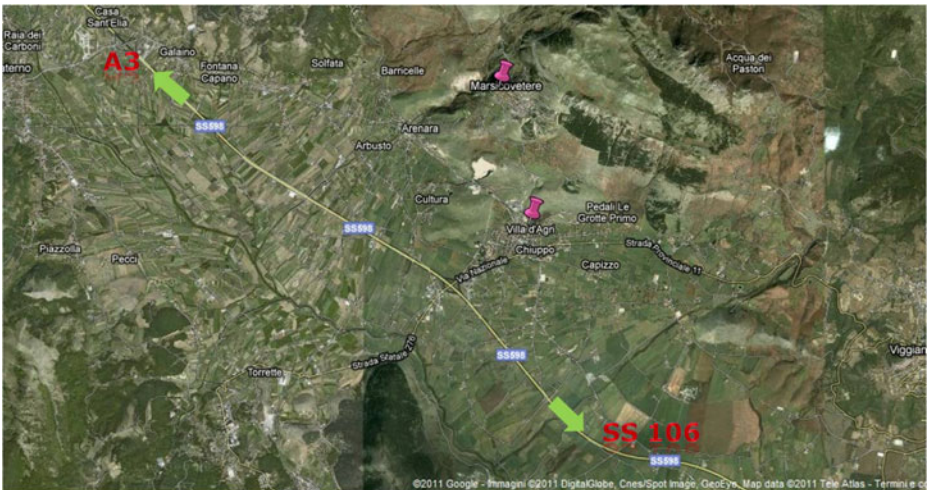 Casa
Sant'Elia
Raia dei
Carboni
A3
Galaino
aterno
Fontana
Capano
Solfata
Barricelle
Marsicovetere
Acqua dei
Pastori
SS598
Arenara
Arbusto
Cultura
Pedali Le
Grotte Primo
Villa d'Agri
SS598
Chiuppo
Strada Provinciale 11
Piazzolla
Pecci
Via Nazionale
Capizzo
Strada Statale 276
SS598
Viggian
Torrette
SS 106
SS598
©2011 Google - Immagini ©2011 DigitalGlobe, Cnes/Spot Image, GeoEye, Map data ©2011 Tele Atlas - Termini e co